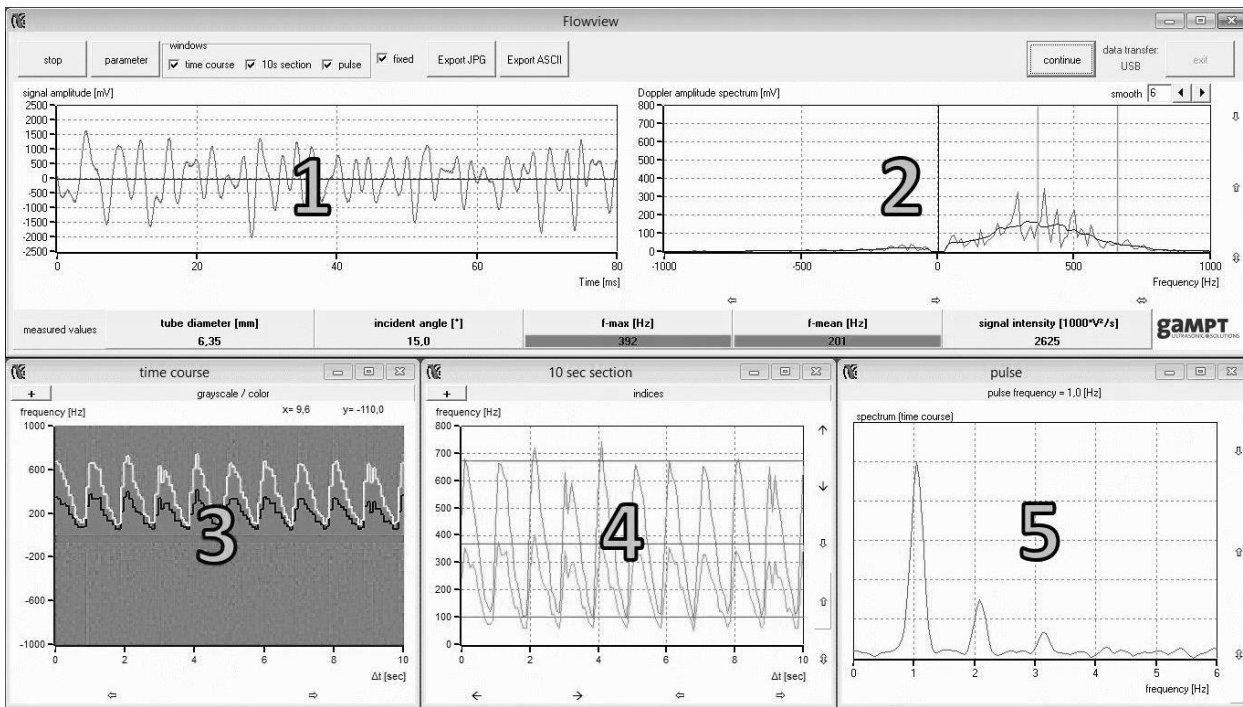 Flowview
stop parameter windows time course 10s section pulse fixed Export JPG Export ASCII continue data transfer: USB exit
signal amplitude [mV] Doppler amplitude spectrum [mV] smooth 6
2500
2000
1500
1000
500
0
-500
-1000
-1500
-2000
-2500
0 20 40 60 80
Time [ms]
1
800
700
600
500
400
300
200
100
0
-1000 -500 0 500 1000
Frequency [Hz]
2
measured values
tube diameter [mm] incident angle [°] f-max [Hz] f-mean [Hz] signal intensity [1000*V²/s]
6,35 15,0 392 201 2625
GAMPT
ULTRASONIC SOLUTIONS
time course
+ grayscale / color
frequency [Hz] x= 9,6 y= -110,0
1000
600
200
-200
-600
-1000
0 2 4 6 8 10
Δt [sec]
3
10 sec section
+ indices
frequency [Hz]
800
700
600
500
400
300
200
100
0
0 2 4 6 8 10
Δt [sec]
4
pulse
pulse frequency = 1,0 [Hz]
spectrum (time course)
0 1 2 3 4 5 6
frequency [Hz]
5